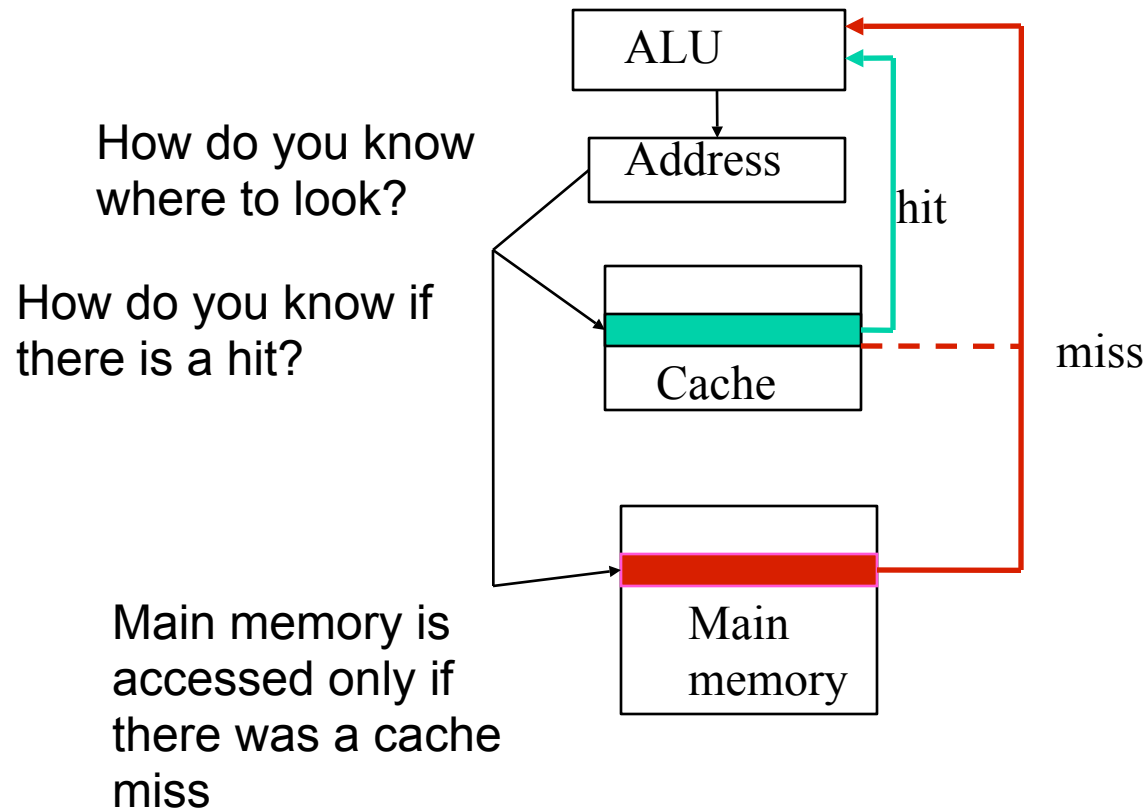 ALU
How do you know
where to look?
Address
hit
How do you know if
there is a hit?
miss
Cache
Main memory is
accessed only if
there was a cache
miss
Main
memory